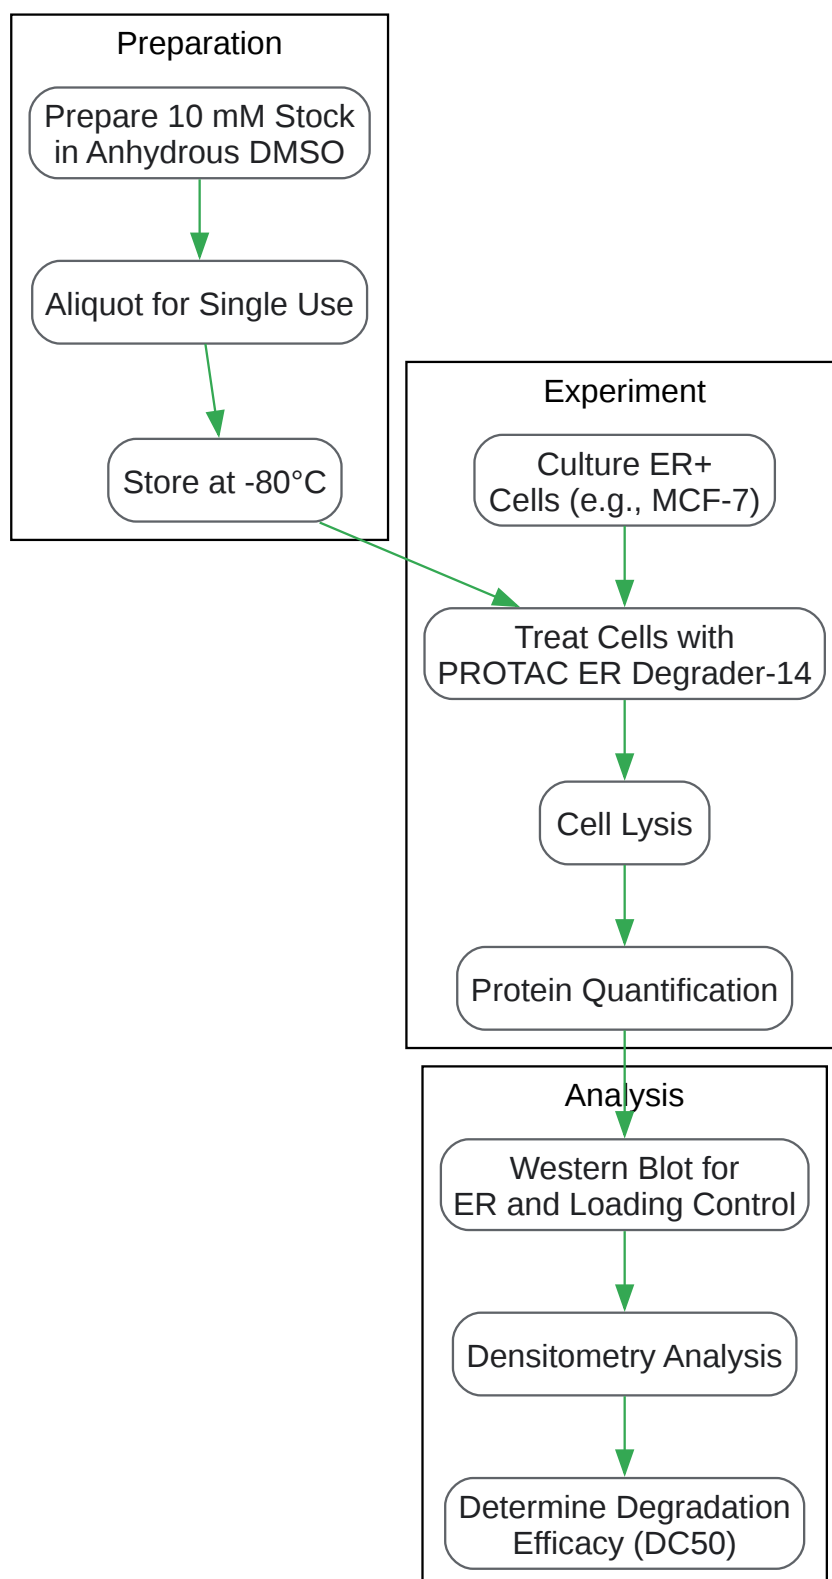 Preparation
Prepare 10 mM Stock
in Anhydrous DMSO
Aliquot for Single Use
Store at -80°C
Experiment
Culture ER+
Cells (e.g., MCF-7)
Treat Cells with
PROTAC ER Degrader-14
Cell Lysis
Protein Quantification
Analysis
Western Blot for
ER and Loading Control
Densitometry Analysis
Determine Degradation
Efficacy (DC50)